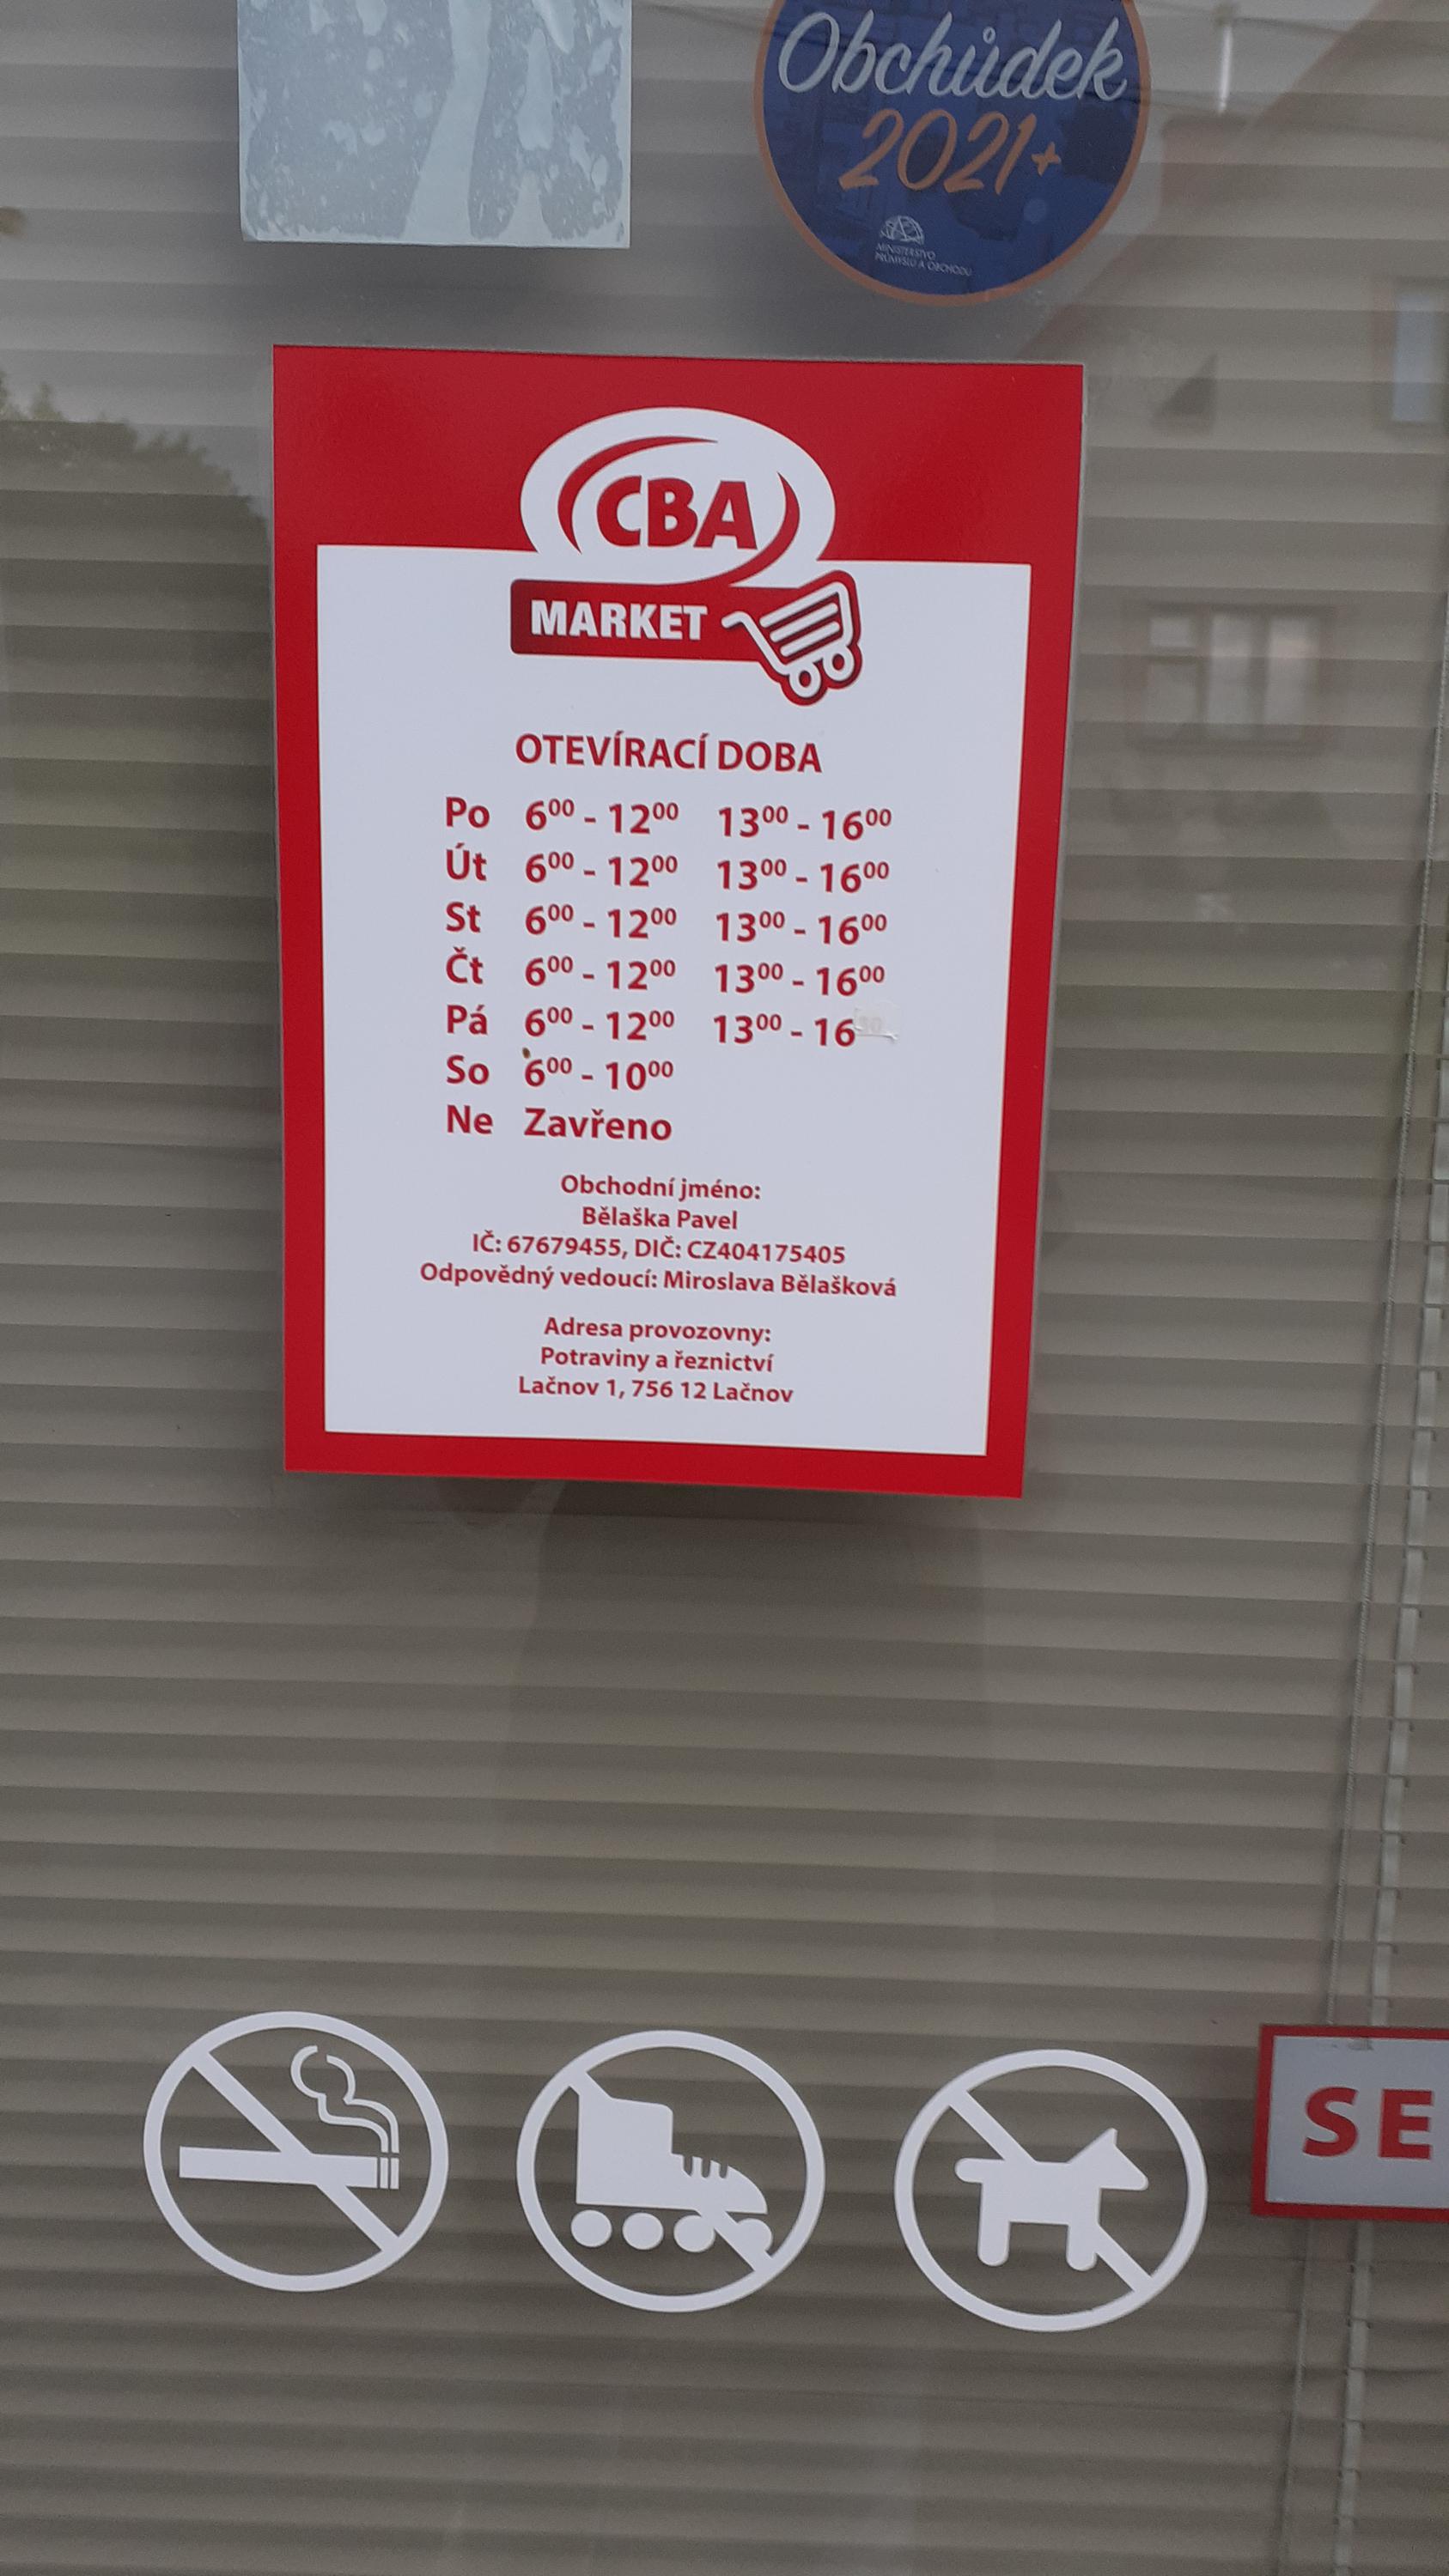 Obchůdek
2021+
MINISTERSTVO
PRŮMYSLU A OBCHODU
CBA
MARKET
OTEVÍRACÍ DOBA
Po 6⁰⁰ - 12⁰⁰ 13⁰⁰ - 16⁰⁰
Út 6⁰⁰ - 12⁰⁰ 13⁰⁰ - 16⁰⁰
St 6⁰⁰ - 12⁰⁰ 13⁰⁰ - 16⁰⁰
Čt 6⁰⁰ - 12⁰⁰ 13⁰⁰ - 16⁰⁰
Pá 6⁰⁰ - 12⁰⁰ 13⁰⁰ - 16
So 6⁰⁰ - 10⁰⁰
Ne Zavřeno
Obchodní jméno:
Bělaška Pavel
IČ: 67679455, DIČ: CZ404175405
Odpovědný vedoucí: Miroslava Bělašková
Adresa provozovny:
Potraviny a řeznictví
Lačnov 1, 756 12 Lačnov
SE